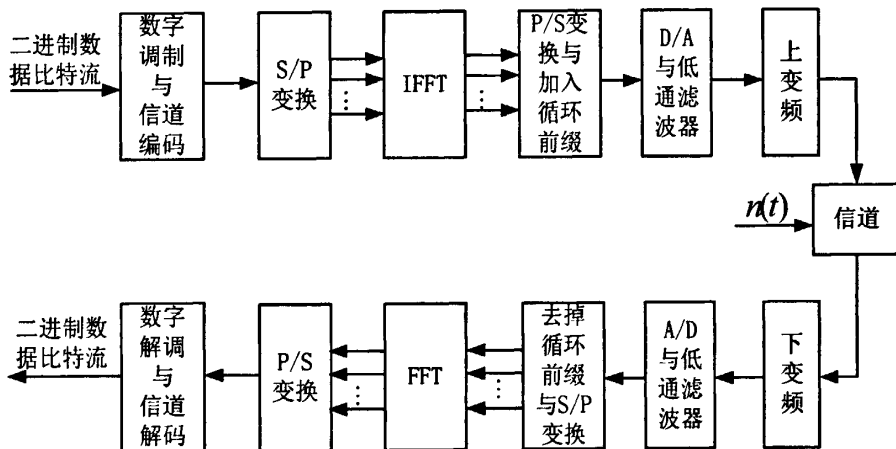 二进制数
据比特流
数字
调制
与
信道
编码
S/P
变换
IFFT
P/S变
换与
加入
循环
前缀
D/A
与低
通滤
波器
上
变
频
n(t)
信道
二进制数
据比特流
数字
解调
与
信道
解码
P/S
变换
FFT
去掉
循环
前缀
与S/P
变换
A/D
与低
通滤
波器
下
变
频